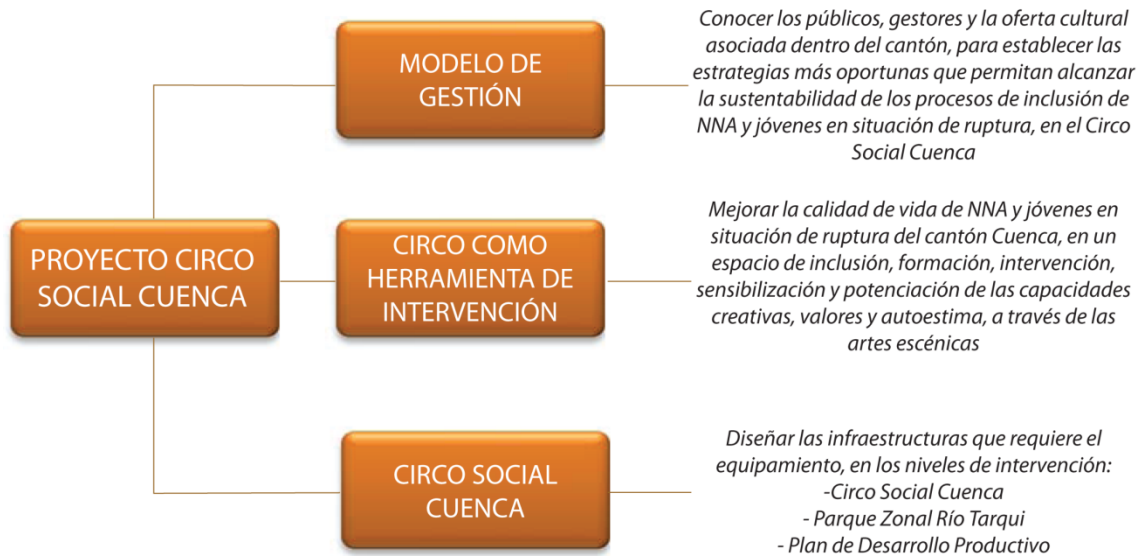 MODELO DE
GESTIÓN
Conocer los públicos, gestores y la oferta cultural
asociada dentro del cantón, para establecer las
estrategias más oportunas que permitan alcanzar
la sustentabilidad de los procesos de inclusión de
NNA y jóvenes en situación de ruptura, en el Circo
Social Cuenca
PROYECTO CIRCO
SOCIAL CUENCA
CIRCO COMO
HERRAMIENTA DE
INTERVENCIÓN
Mejorar la calidad de vida de NNA y jóvenes en
situación de ruptura del cantón Cuenca, en un
espacio de inclusión, formación, intervención,
sensibilización y potenciación de las capacidades
creativas, valores y autoestima, a través de las
artes escénicas
CIRCO SOCIAL
CUENCA
Diseñar las infraestructuras que requiere el
equipamiento, en los niveles de intervención:
-Circo Social Cuenca
- Parque Zonal Río Tarqui
- Plan de Desarrollo Productivo